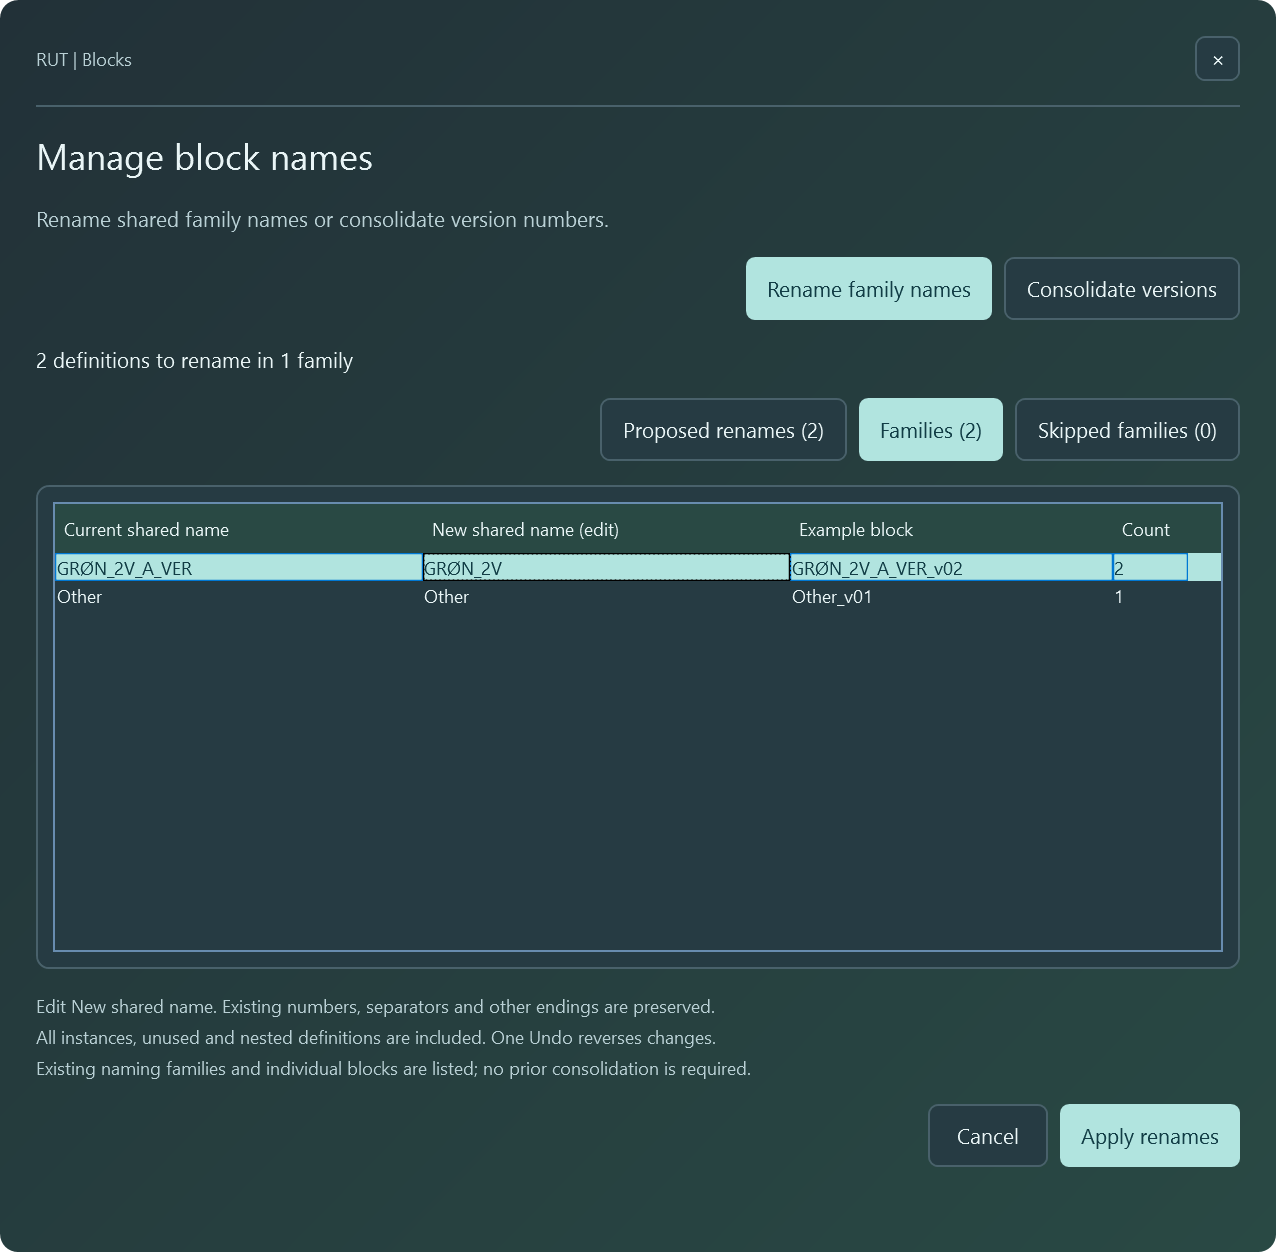 RUT | Blocks
×
Manage block names
Rename shared family names or consolidate version numbers.
Rename family names
Consolidate versions
2 definitions to rename in 1 family
Proposed renames (2)
Families (2)
Skipped families (0)
Current shared name New shared name (edit) Example block Count
GRØN_2V_A_VER GRØN_2V GRØN_2V_A_VER_v02 2
Other Other Other_v01 1
Edit New shared name. Existing numbers, separators and other endings are preserved.
All instances, unused and nested definitions are included. One Undo reverses changes.
Existing naming families and individual blocks are listed; no prior consolidation is required.
Cancel
Apply renames